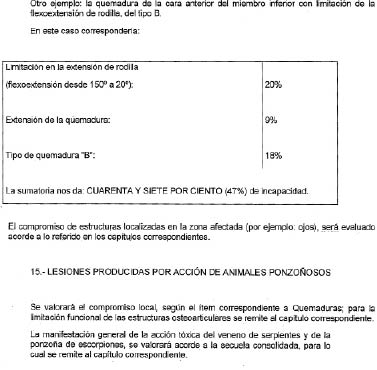 Otro ejemplo: la quemadura de la cara anterior del miembro inferior con limitación de la
flexoextensión de rodilla, del tipo B.
En este caso correspondería:
Limitación en la extensión de rodilla
(flexoextensión desde 150º a 20º):
20%
Extensión de la quemadura:
9%
Tipo de quemadura "B":
18%
La sumatoria nos da: CUARENTA Y SIETE POR CIENTO (47%) de incapacidad.
El compromiso de estructuras localizadas en la zona afectada (por ejemplo: ojos), será evaluado
acorde a lo referido en los capítulos correspondientes.
15.- LESIONES PRODUCIDAS POR ACCIÓN DE ANIMALES PONZOÑOSOS
Se valorará el compromiso local, según el ítem correspondiente a Quemaduras; para la
limitación funcional de las estructuras osteoarticulares se remite al capítulo correspondiente.
La manifestación general de la acción tóxica del veneno de serpientes y de la
ponzoña de escorpiones, se valorará acorde a la secuela consolidada, para lo
cual se remite al capítulo correspondiente.